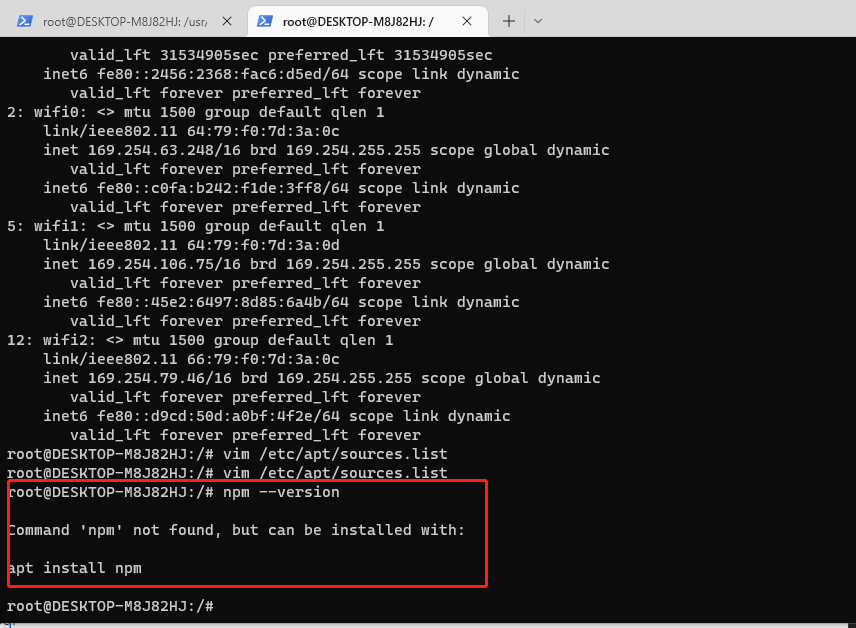 root@DESKTOP-M8J82HJ: /usr/
root@DESKTOP-M8J82HJ: /
valid_lft 31534905sec preferred_lft 31534905sec
inet6 fe80::2456:2368:fac6:d5ed/64 scope link dynamic
valid_lft forever preferred_lft forever
2: wifi0: <> mtu 1500 group default qlen 1
link/ieee802.11 64:79:f0:7d:3a:0c
inet 169.254.63.248/16 brd 169.254.255.255 scope global dynamic
valid_lft forever preferred_lft forever
inet6 fe80::c0fa:b242:f1de:3ff8/64 scope link dynamic
valid_lft forever preferred_lft forever
5: wifi1: <> mtu 1500 group default qlen 1
link/ieee802.11 64:79:f0:7d:3a:0d
inet 169.254.106.75/16 brd 169.254.255.255 scope global dynamic
valid_lft forever preferred_lft forever
inet6 fe80::45e2:6497:8d85:6a4b/64 scope link dynamic
valid_lft forever preferred_lft forever
12: wifi2: <> mtu 1500 group default qlen 1
link/ieee802.11 66:79:f0:7d:3a:0c
inet 169.254.79.46/16 brd 169.254.255.255 scope global dynamic
valid_lft forever preferred_lft forever
inet6 fe80::d9cd:50d:a0bf:4f2e/64 scope link dynamic
valid_lft forever preferred_lft forever
root@DESKTOP-M8J82HJ:/# vim /etc/apt/sources.list
root@DESKTOP-M8J82HJ:/# vim /etc/apt/sources.list
root@DESKTOP-M8J82HJ:/# npm --version
Command 'npm' not found, but can be installed with:
apt install npm
root@DESKTOP-M8J82HJ:/#